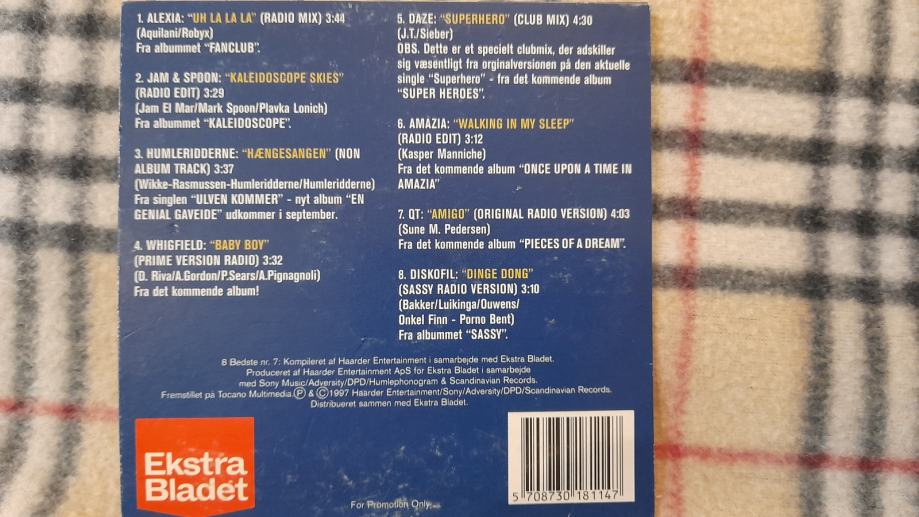 1. ALEXIA: "UH LA LA LA" (RADIO MIX) 3:44
(Aquilani/Robyx)
Fra albummet "FANCLUB".
2. JAM & SPOON: "KALEIDOSCOPE SKIES"
(RADIO EDIT) 3:29
(Jam El Mar/Mark Spoon/Plavka Lonich)
Fra albummet "KALEIDOSCOPE".
3. HUMLERIDDERNE: "HÆNGESANGEN" (NON
ALBUM TRACK) 3:37
(Wikke-Rasmussen-Humleridderne/Humleridderne)
Fra singlen "ULVEN KOMMER" - nyt album "EN
GENIAL GAVEIDE" udkommer i september.
4. WHIGFIELD: "BABY BOY"
(PRIME VERSION RADIO) 3:32
(D. Riva/A.Gordon/P.Sears/A.Pignagnoli)
Fra det kommende album!
5. DAZE: "SUPERHERO" (CLUB MIX) 4:30
(J.T./Sieber)
OBS. Dette er et specielt clubmix, der adskiller
sig væsentligt fra orginalversionen på den aktuelle
single "Superhero" - fra det kommende album
"SUPER HEROES".
6. AMÁZIA: "WALKING IN MY SLEEP"
(RADIO EDIT) 3:12
(Kasper Manniche)
Fra det kommende album "ONCE UPON A TIME IN
AMAZIA"
7. QT: "AMIGO" (ORIGINAL RADIO VERSION) 4:03
(Sune M. Pedersen)
Fra det kommende album "PIECES OF A DREAM".
8. DISKOFIL: "DINGE DONG"
(SASSY RADIO VERSION) 3:10
(Bakker/Luikinga/Ouwens/
Onkel Finn - Porno Bent)
Fra albummet "SASSY".
8 Bedste nr. 7: Kompileret af Haarder Entertainment i samarbejde med Ekstra Bladet.
Produceret af Haarder Entertainment ApS for Ekstra Bladet i samarbejde
med Sony Music/Adversity/DPD/Humlephonogram & Scandinavian Records.
Fremstillet på Tocano Multimedia.Ⓟ & ©1997 Haarder Entertainment/Sony/Adversity/DPD/Scandinavian Records.
Distribueret sammen med Ekstra Bladet.
Ekstra
Bladet
For Promotion Only
5 708730 181147